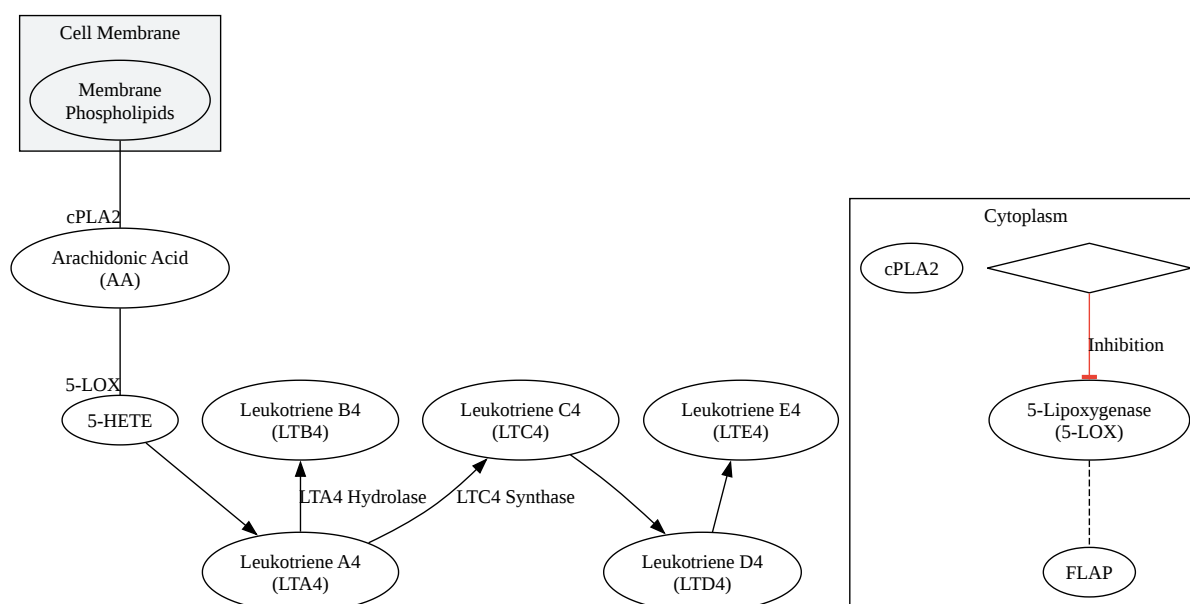 Cell Membrane
Membrane
Phospholipids
cPLA2
Arachidonic Acid
(AA)
5-LOX
5-HETE
Leukotriene B4
(LTB4)
Leukotriene C4
(LTC4)
Leukotriene E4
(LTE4)
LTA4 Hydrolase
LTC4 Synthase
Leukotriene A4
(LTA4)
Leukotriene D4
(LTD4)
Cytoplasm
cPLA2
Inhibition
5-Lipoxygenase
(5-LOX)
FLAP